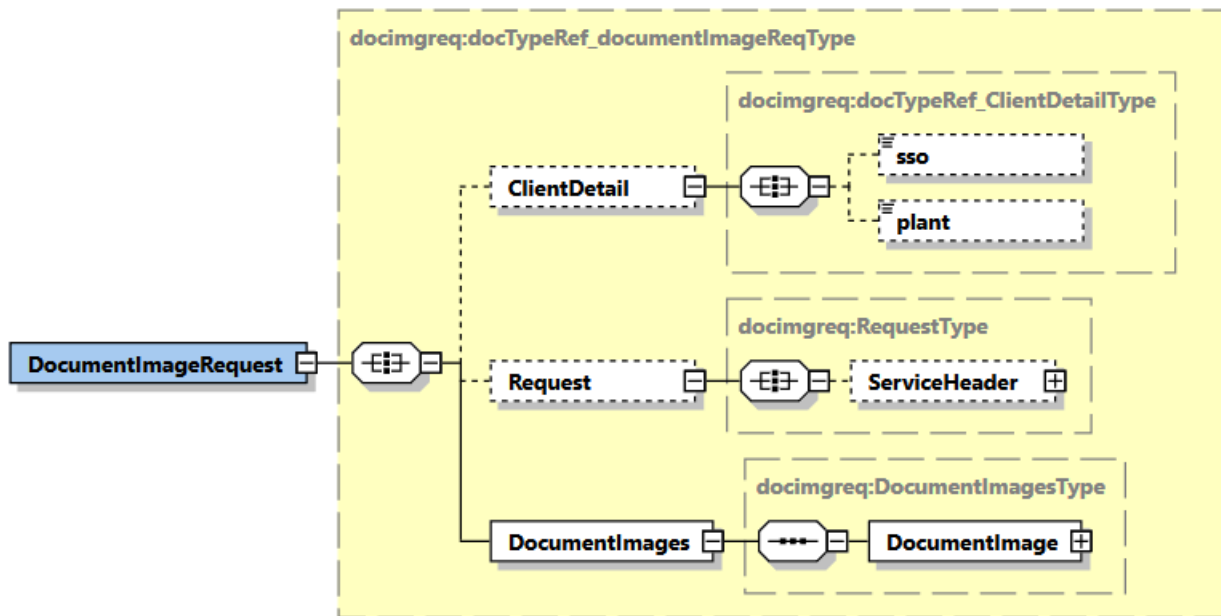 docimgreq:docTypeRef_documentImageReqType
docimgreq:docTypeRef_ClientDetailType
sso
ClientDetail
plant
docimgreq:RequestType
DocumentImageRequest
Request
ServiceHeader
docimgreq:DocumentImagesType
DocumentImages
DocumentImage